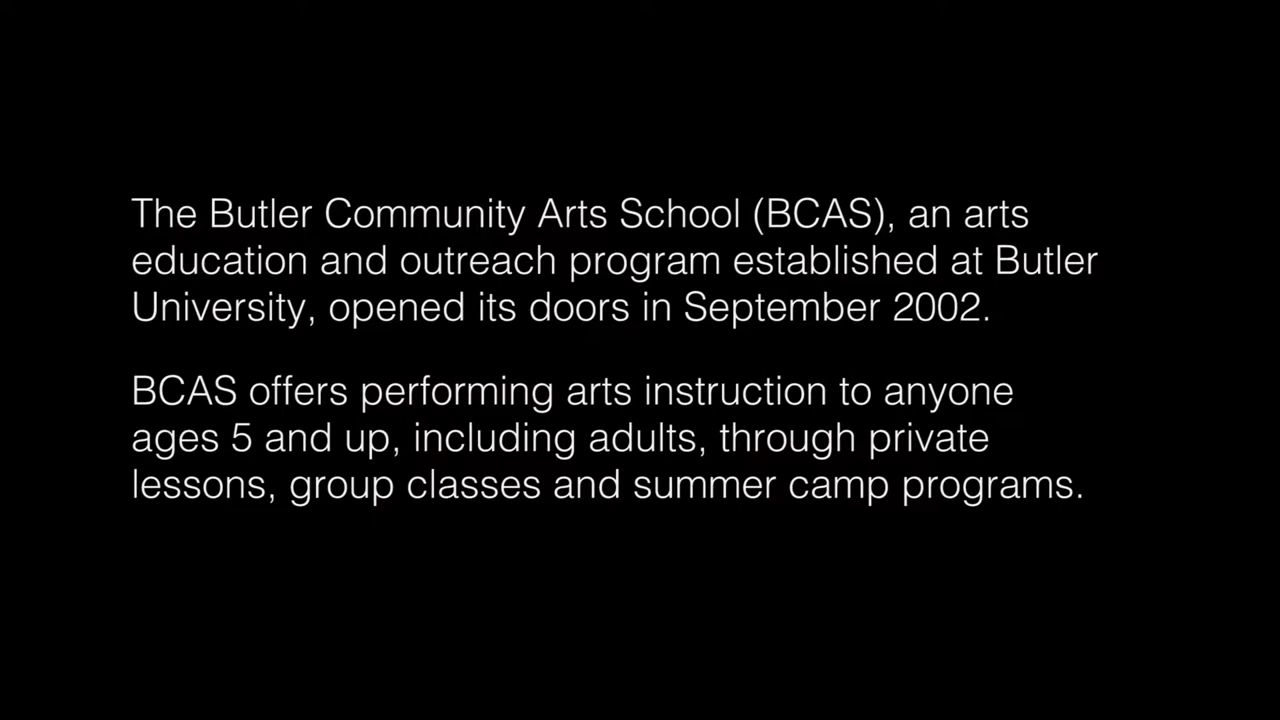 The Butler Community Arts School (BCAS), an arts
education and outreach program established at Butler
University, opened its doors in September 2002.
BCAS offers performing arts instruction to anyone
ages 5 and up, including adults, through private
lessons, group classes and summer camp programs.